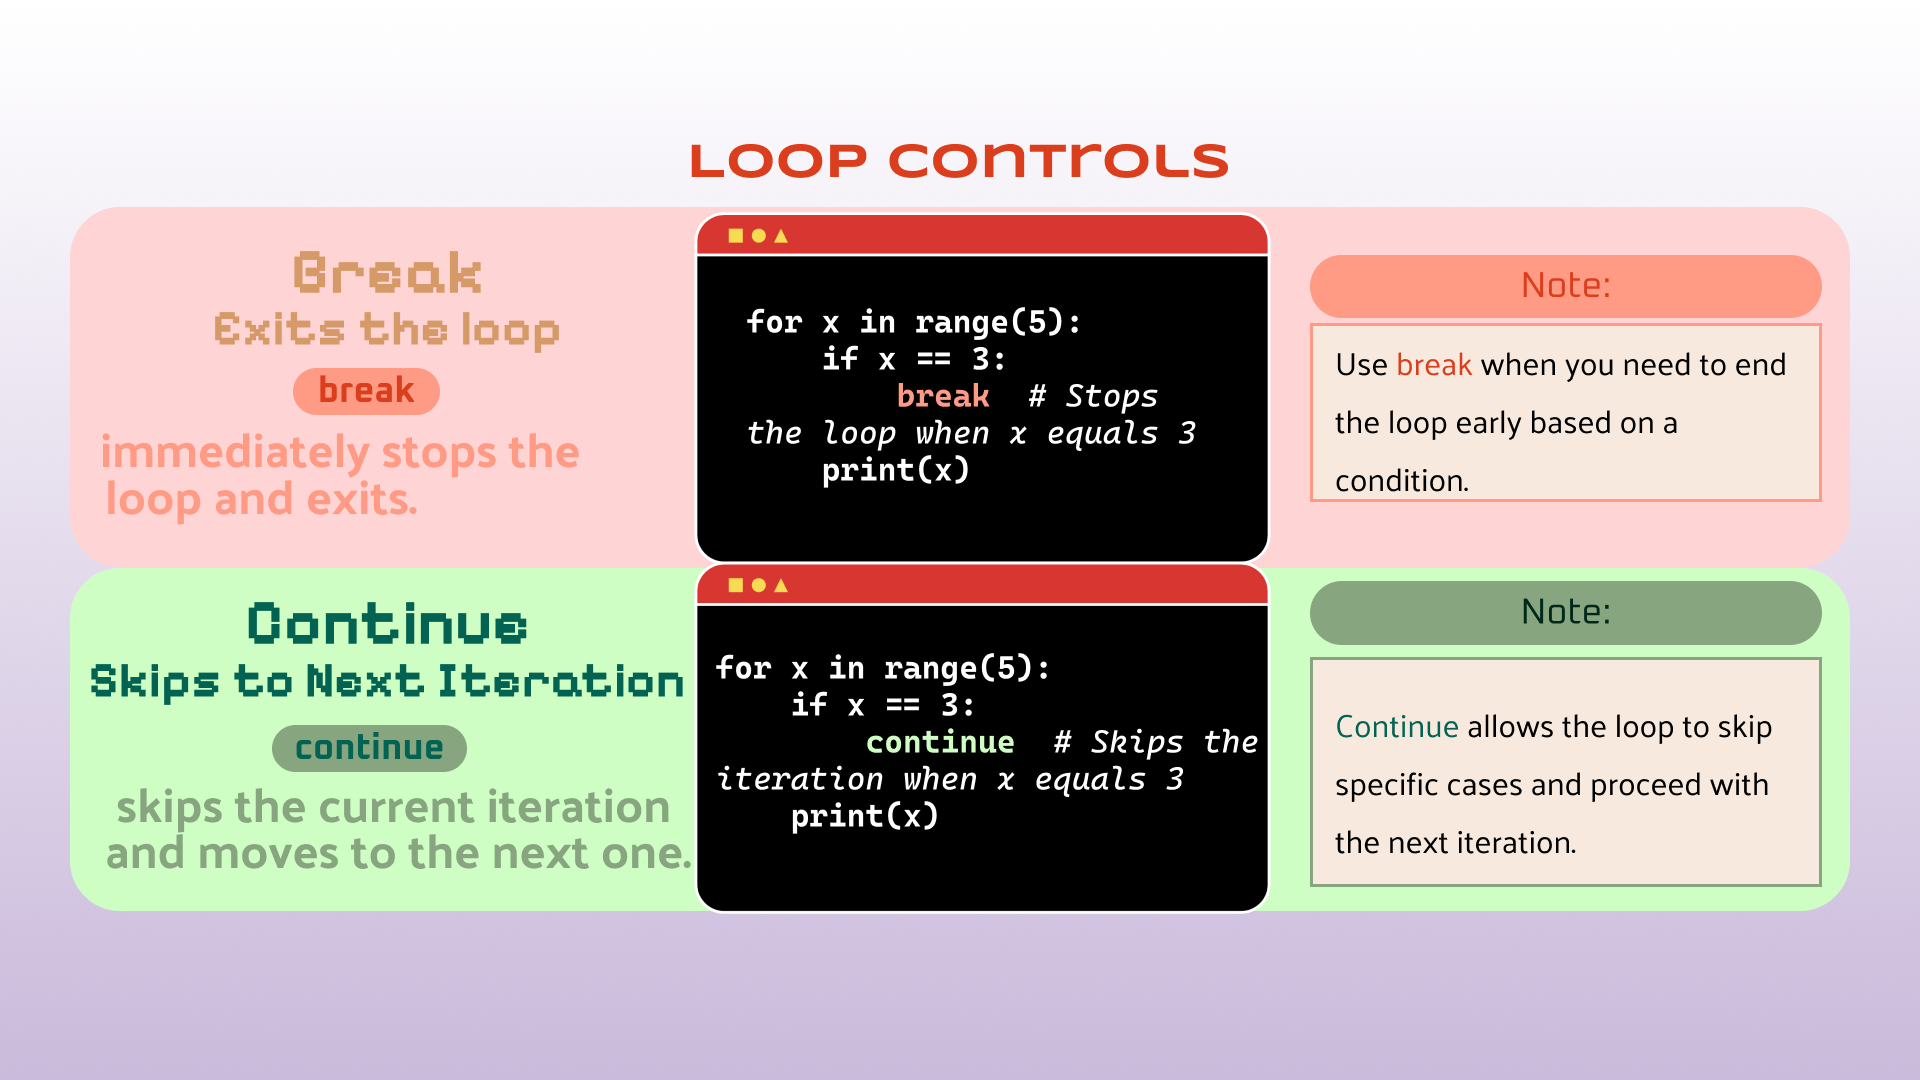 LOOP CONTROLS
Break
Exits the loop
break
immediately stops the
loop and exits.
for x in range(5):
    if x == 3:
        break  # Stops
the loop when x equals 3
    print(x)
Note:
Use break when you need to end
the loop early based on a
condition.
Continue
Skips to Next Iteration
continue
skips the current iteration
and moves to the next one.
for x in range(5):
    if x == 3:
        continue  # Skips the
iteration when x equals 3
    print(x)
Note:
Continue allows the loop to skip
specific cases and proceed with
the next iteration.